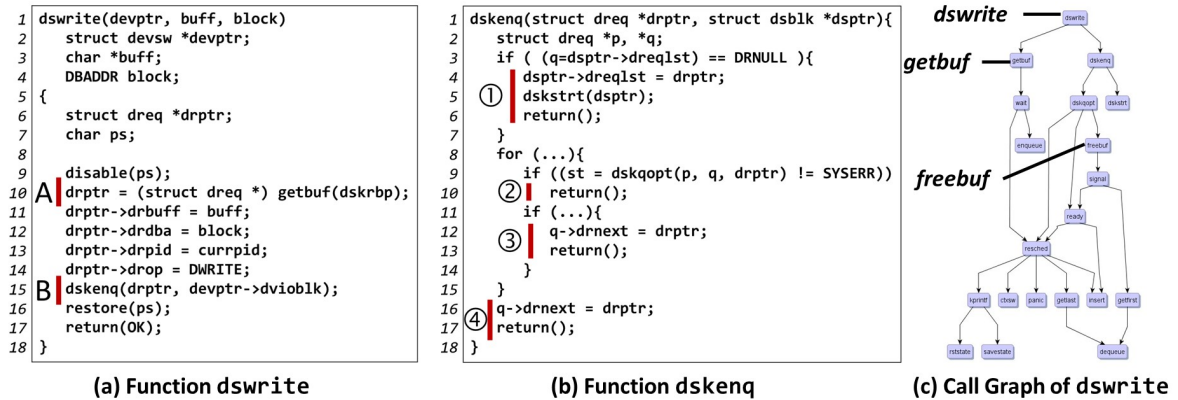 1 dswrite(devptr, buff, block)
2 struct devsw *devptr;
3 char *buff;
4 DBADDR block;
5 {
6 struct dreq *drptr;
7 char ps;
8
9 disable(ps);
10 drptr = (struct dreq *) getbuf(dskrbp);
11 drptr->drbuff = buff;
12 drptr->drdba = block;
13 drptr->drpid = currpid;
14 drptr->drop = DWRITE;
15 dskenq(drptr, devptr->dvioblk);
16 restore(ps);
17 return(OK);
18 }
A
B
(a) Function dswrite
1 dskenq(struct dreq *drptr, struct dsblk *dsptr){
2 struct dreq *p, *q;
3 if ( (q=dsptr->dreqlst) == DRNULL ){
4 dsptr->dreqlst = drptr;
5 dskstrt(dsptr);
6 return();
7 }
8 for (...){
9 if ((st = dskqopt(p, q, drptr) != SYSERR))
10 return();
11 if (...){
12 q->drnext = drptr;
13 return();
14 }
15 }
16 q->drnext = drptr;
17 return();
18 }
①
②
③
④
(b) Function dskenq
dswrite
dswrite
getbuf
getbuf
dskenq
wait
dskqopt
dskstrt
enqueue
freebuf
freebuf
signal
ready
resched
kprintf
ctxsw
panic
getlast
insert
getfirst
rststate
savestate
dequeue
(c) Call Graph of dswrite